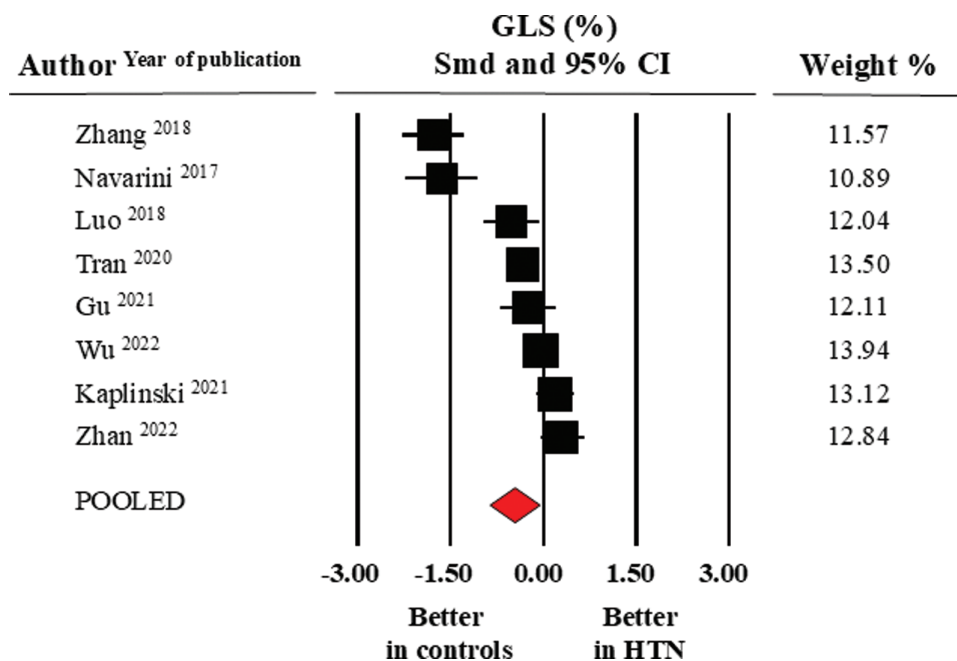 GLS (%)
Author Year of publication Smd and 95% CI Weight %
Zhang 2018 11.57
Navarini 2017 10.89
Luo 2018 12.04
Tran 2020 13.50
Gu 2021 12.11
Wu 2022 13.94
Kaplinski 2021 13.12
Zhan 2022 12.84
POOLED
-3.00 -1.50 0.00 1.50 3.00
Better Better
in controls in HTN